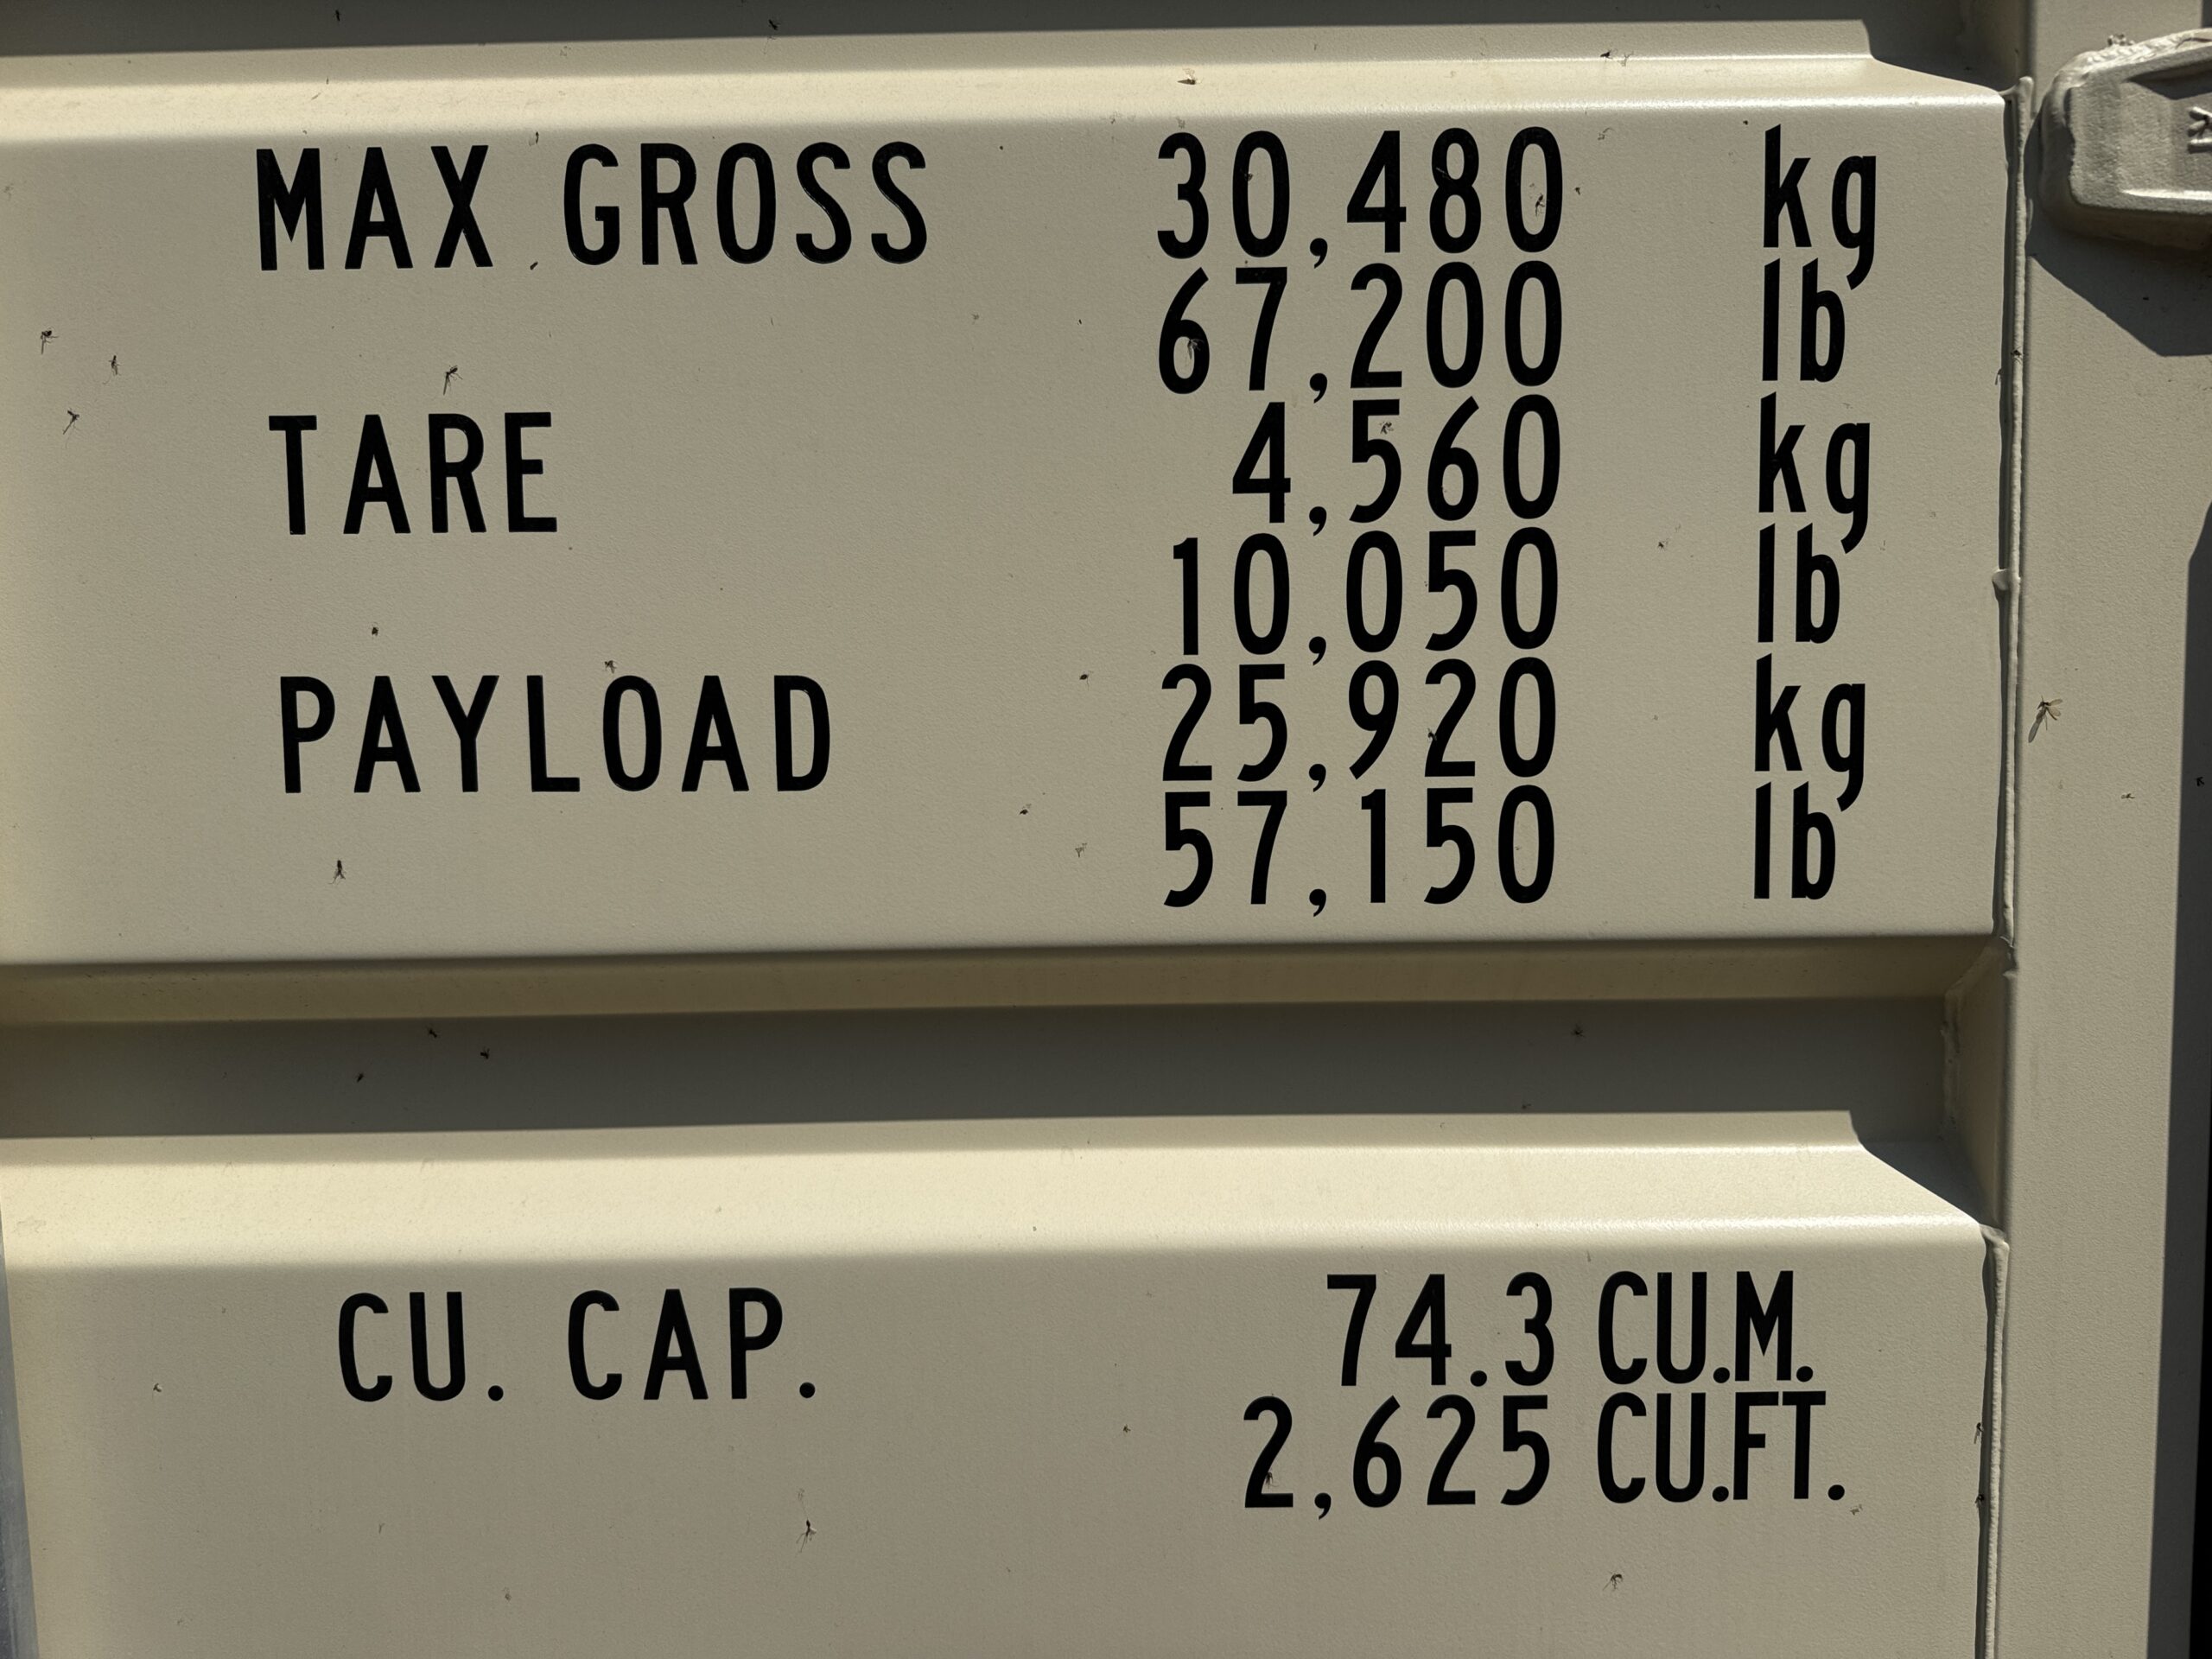 MAX GROSS 30,480 kg
67,200 lb
TARE 4,560 kg
10,050 lb
PAYLOAD 25,920 kg
57,150 lb
CU. CAP. 74.3 CU.M.
2,625 CU.FT.